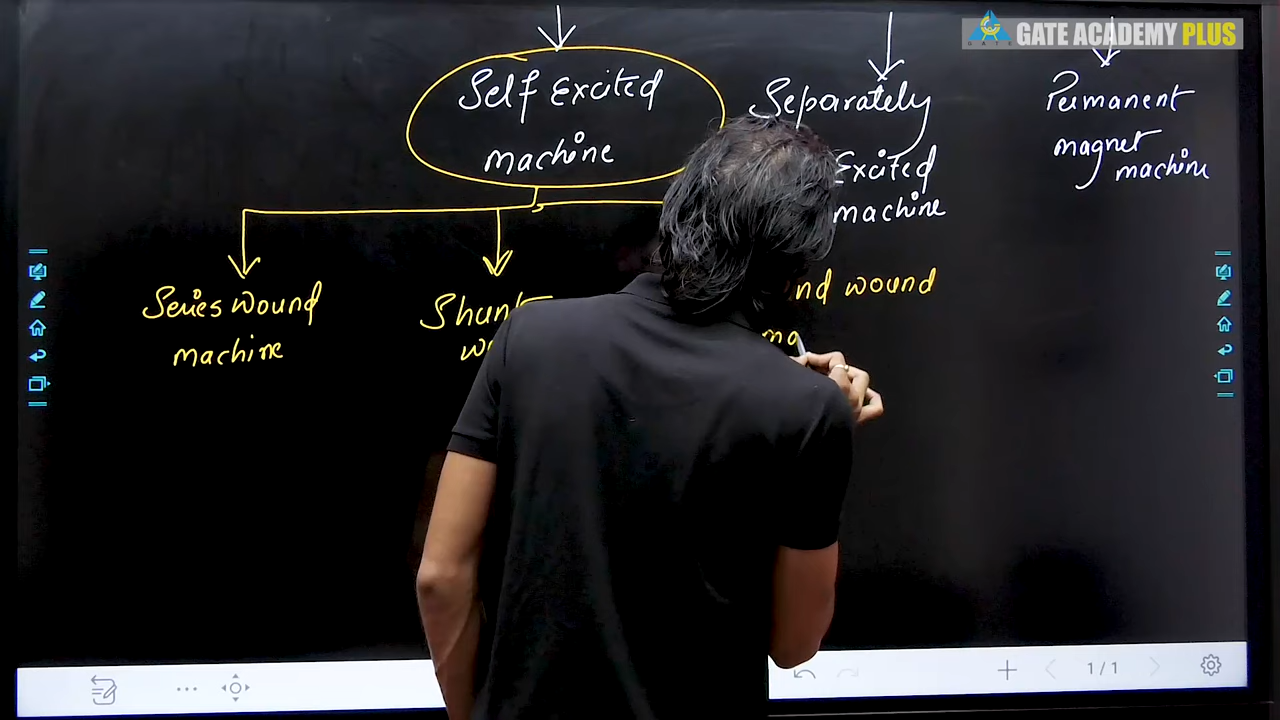 GATE ACADEMY PLUS
GATE
Self Excited
machine
Separately
Excited
machine
Permanent
magnet
machine
Series wound
machine
Shunt
wound
1/1